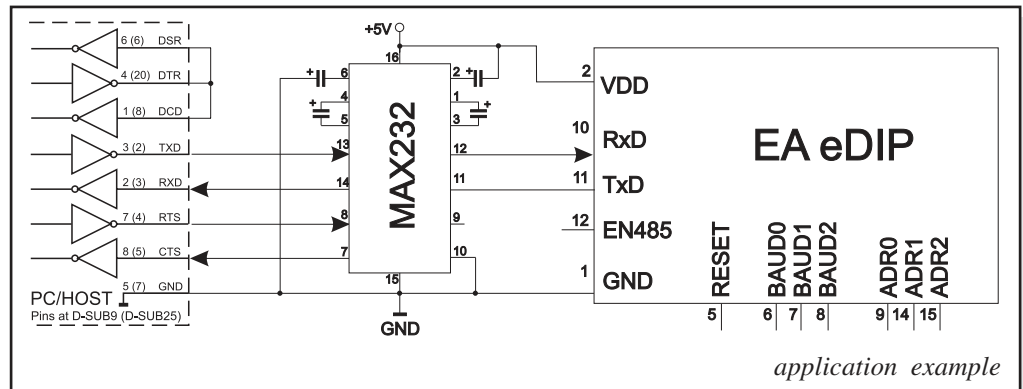 +5V
6 (6) DSR
4 (20) DTR
1 (8) DCD
3 (2) TXD
2 (3) RXD
7 (4) RTS
8 (5) CTS
5 (7) GND
PC/HOST
Pins at D-SUB9 (D-SUB25)
16
+ 6
2 +
+ 4
1 +
5
3
13
12
14
11
8
9
7
10
15
MAX232
GND
EA eDIP
2 VDD
10 RxD
11 TxD
12 EN485
1 GND
RESET
BAUD0
BAUD1
BAUD2
ADR0
ADR1
ADR2
5
6
7
8
9
14
15
application example